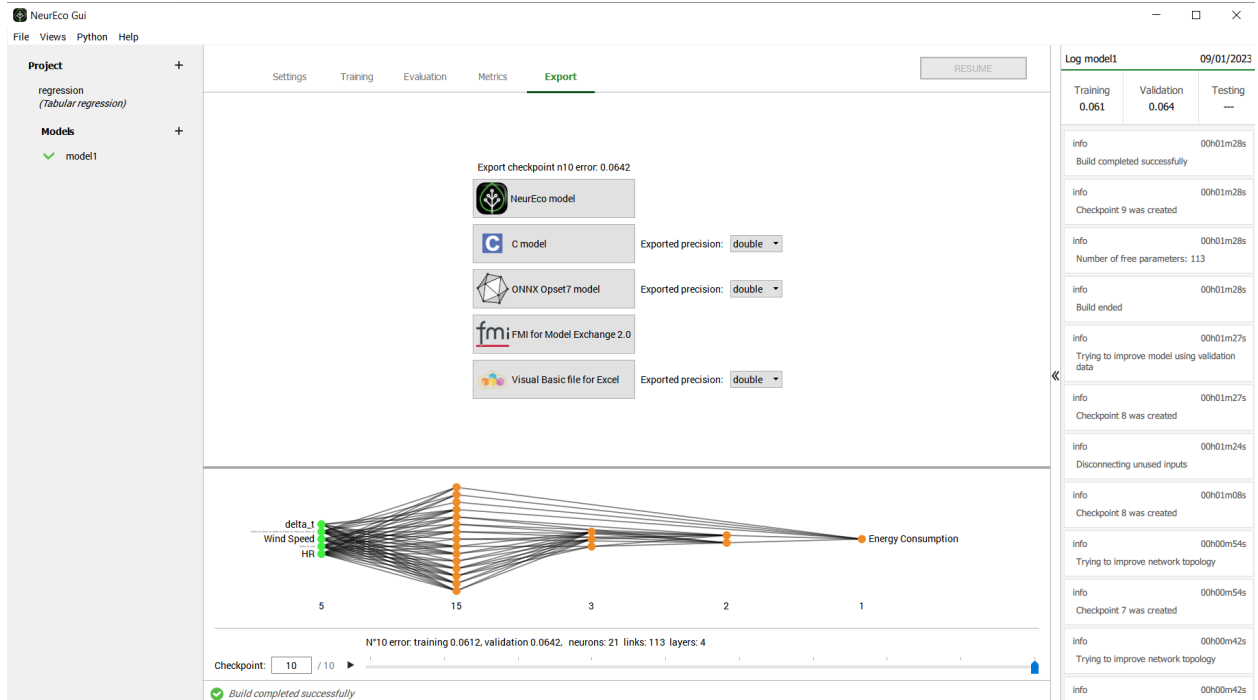 NeurEco Gui
File Views Python Help
Project +
regression
(Tabular regression)
Models +
model1
Settings Training Evaluation Metrics Export
RESUME
Export checkpoint n10 error: 0.0642
NeurEco model
C model Exported precision: double
ONNX Opset7 model Exported precision: double
fmi FMI for Model Exchange 2.0
Visual Basic file for Excel Exported precision: double
delta_t
Wind Speed
HR
Energy Consumption
5 15 3 2 1
N°10 error: training 0.0612, validation 0.0642, neurons: 21 links: 113 layers: 4
Checkpoint: 10 / 10
Build completed successfully
Log model1 09/01/2023
Training Validation Testing
0.061 0.064 ---
info 00h01m28s
Build completed successfully
info 00h01m28s
Checkpoint 9 was created
info 00h01m28s
Number of free parameters: 113
info 00h01m28s
Build ended
info 00h01m27s
Trying to improve model using validation
data
info 00h01m27s
Checkpoint 8 was created
info 00h01m24s
Disconnecting unused inputs
info 00h01m08s
Checkpoint 8 was created
info 00h00m54s
Trying to improve network topology
info 00h00m54s
Checkpoint 7 was created
info 00h00m42s
Trying to improve network topology
info 00h00m42s